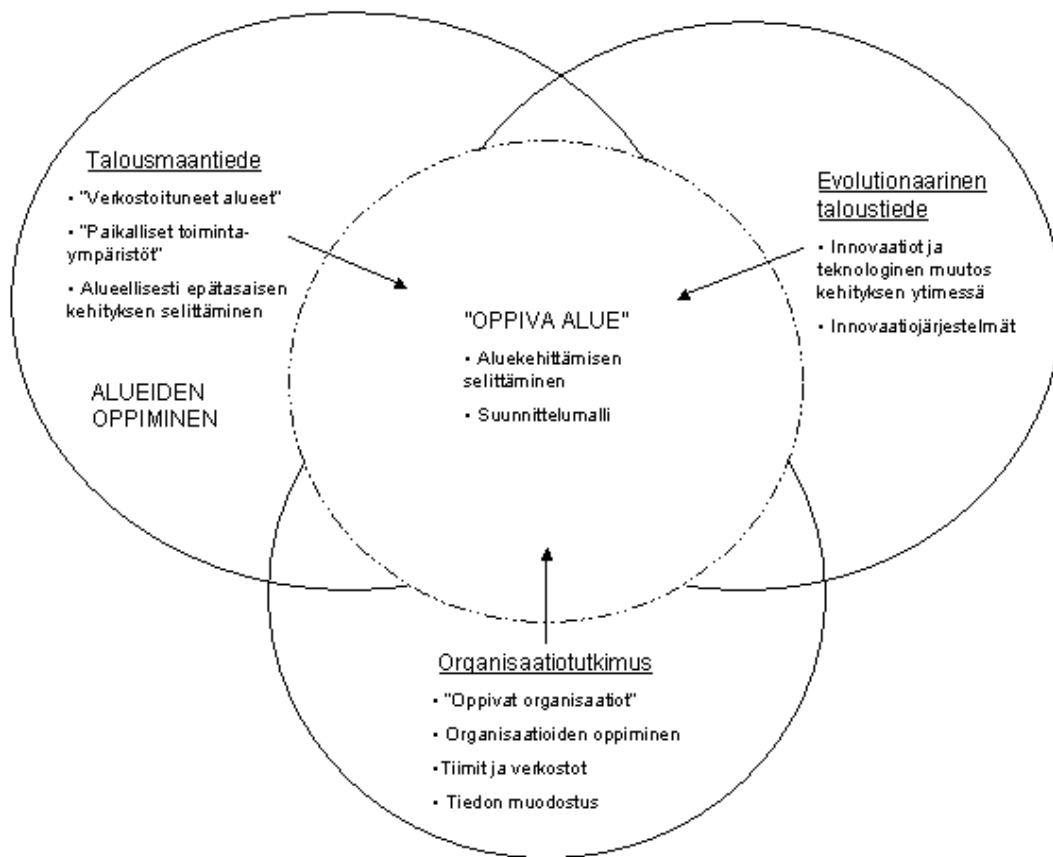 Talousmaantiede
• "Verkostoituneet alueet"
• "Paikalliset toiminta-
ympäristöt"
• Alueellisesti epätasaisen
kehityksen selittäminen
ALUEIDEN
OPPIMINEN
"OPPIVA ALUE"
• Aluekehittämisen
selittäminen
• Suunnittelumalli
Evolutionaarinen
taloustiede
• Innovaatiot ja
teknologinen muutos
kehityksen ytimessä
• Innovaatiojärjestelmät
Organisaatiotutkimus
• "Oppivat organisaatiot"
• Organisaatioiden oppiminen
•Tiimit ja verkostot
• Tiedon muodostus